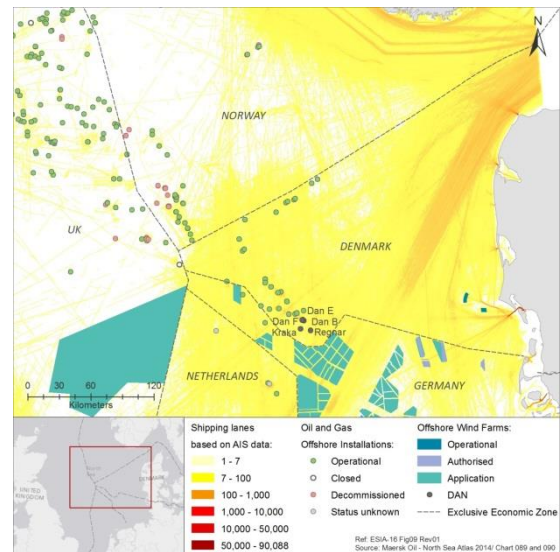 N
NORWAY
UK
DENMARK
Dan E
Dan F
Dan B
Kraka
Regnar
NETHERLANDS
GERMANY
0 30 60 120
Kilometers
Shipping lanes
based on AIS data:
1 - 7
7 - 100
100 - 1,000
1,000 - 10,000
10,000 - 50,000
50,000 - 90,088
Oil and Gas
Offshore Installations:
Operational
Closed
Decommissioned
Status unknown
Offshore Wind Farms:
Operational
Authorised
Application
DAN
Exclusive Economic Zone
UNITED
KINGDOM
DENMARK
Ref: ESIA-16 Fig09 Rev01
Source: Maersk Oil - North Sea Atlas 2014/ Chart 089 and 090